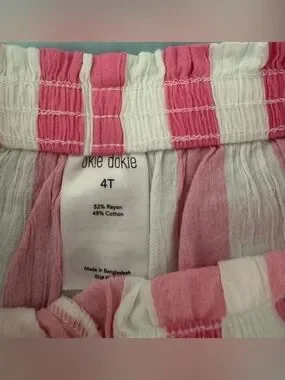 okie dokie
4T
52% Rayon
48% Cotton
Made in Bangladesh